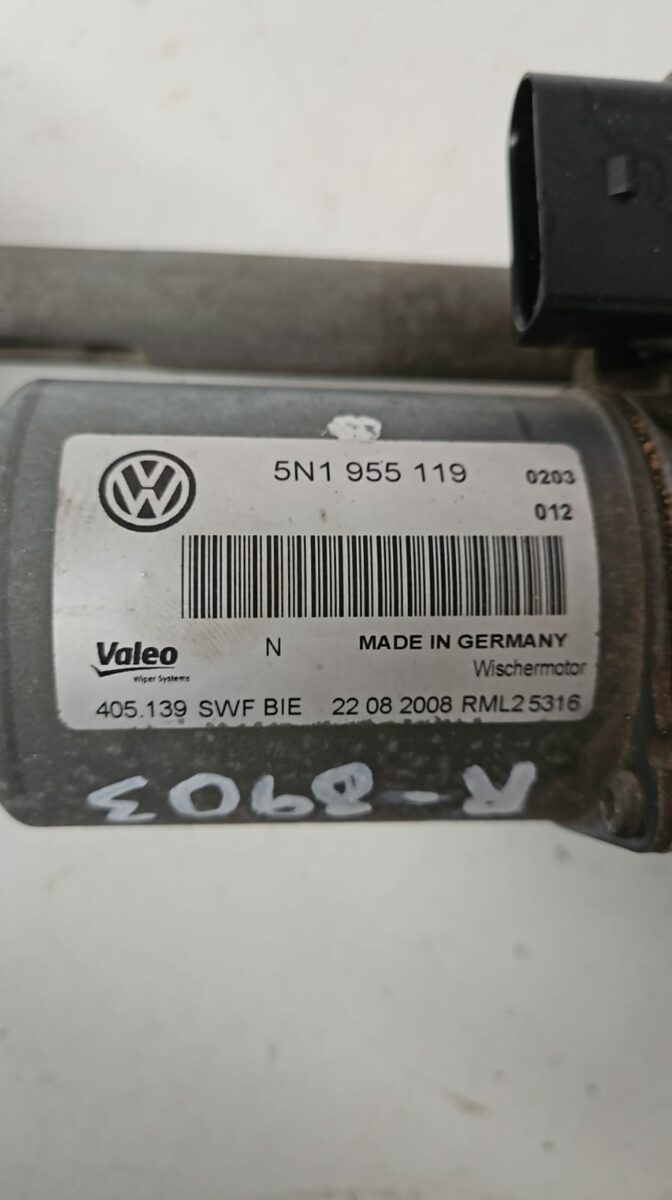 5N1 955 119 0203
012
Valeo N MADE IN GERMANY
Wiper Systems Wischermotor
405.139 SWF BIE 22 08 2008 RML2 5316